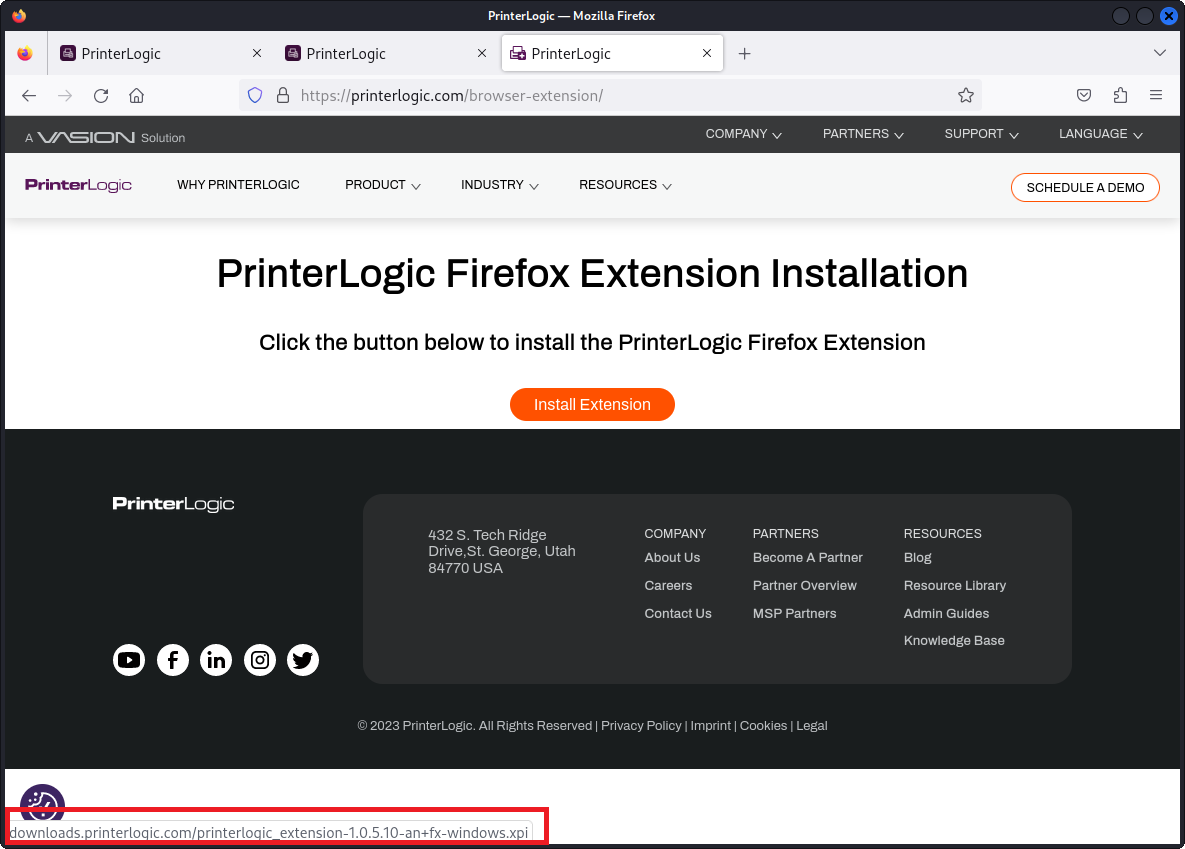 PrinterLogic — Mozilla Firefox
PrinterLogic
PrinterLogic
PrinterLogic
https://printerlogic.com/browser-extension/
A VASION Solution
COMPANY
PARTNERS
SUPPORT
LANGUAGE
PrinterLogic
WHY PRINTERLOGIC
PRODUCT
INDUSTRY
RESOURCES
SCHEDULE A DEMO
PrinterLogic Firefox Extension Installation
Click the button below to install the PrinterLogic Firefox Extension
Install Extension
PrinterLogic
432 S. Tech Ridge
Drive,St. George, Utah
84770 USA
COMPANY
About Us
Careers
Contact Us
PARTNERS
Become A Partner
Partner Overview
MSP Partners
RESOURCES
Blog
Resource Library
Admin Guides
Knowledge Base
© 2023 PrinterLogic. All Rights Reserved | Privacy Policy | Imprint | Cookies | Legal
downloads.printerlogic.com/printerlogic_extension-1.0.5.10-an+fx-windows.xpi